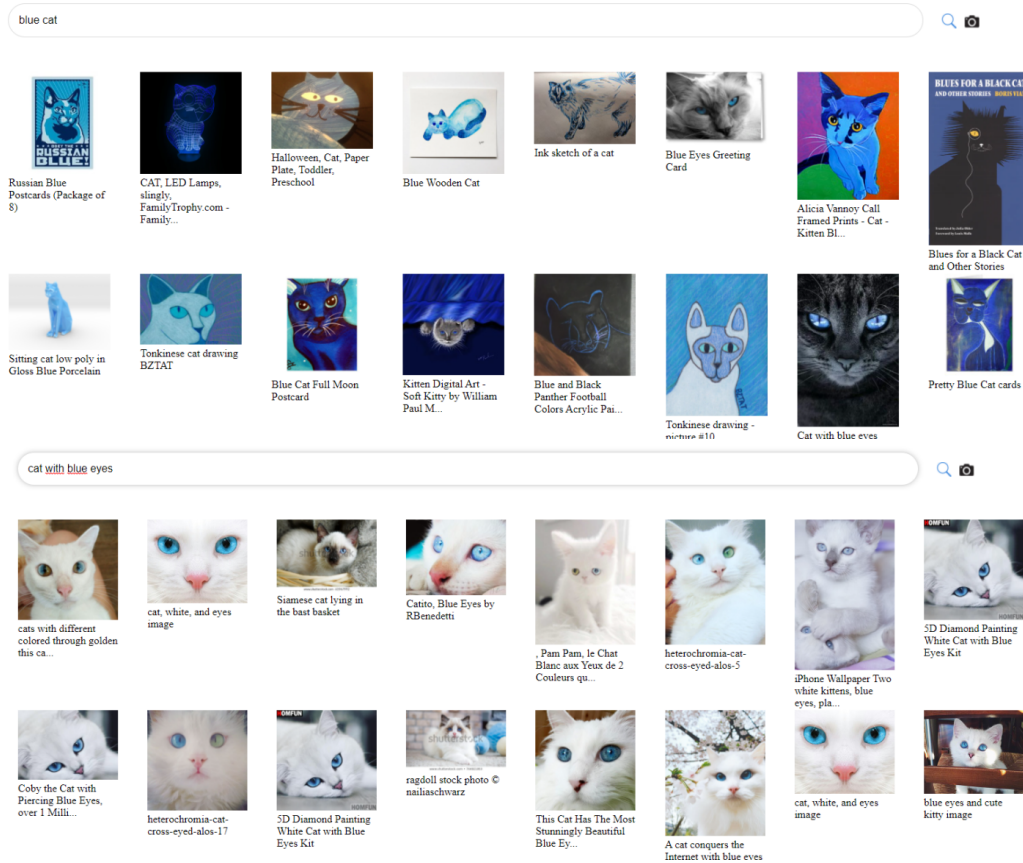 blue cat
RUSSIAN
BLUE!
BLUES FOR A BLACK CAT
AND OTHER STORIES BORIS VIAN
Russian Blue
Postcards (Package of
8)
CAT, LED Lamps,
slingly,
FamilyTrophy.com -
Family...
Halloween, Cat, Paper
Plate, Toddler,
Preschool
Blue Wooden Cat
Ink sketch of a cat
Blue Eyes Greeting
Card
Alicia Vannoy Call
Framed Prints - Cat -
Kitten Bl...
Blues for a Black Cat
and Other Stories
Sitting cat low poly in
Gloss Blue Porcelain
Tonkinese cat drawing
BZTAT
Blue Cat Full Moon
Postcard
Kitten Digital Art -
Soft Kitty by William
Paul M...
Blue and Black
Panther Football
Colors Acrylic Pai...
BZTAT
Tonkinese drawing -
picture #10
Cat with blue eyes
Pretty Blue Cat cards
cat with blue eyes
cats with different
colored through golden
this ca...
cat, white, and eyes
image
shutterstock
Siamese cat lying in
the bast basket
Catito, Blue Eyes by
RBenedetti
, Pam Pam, le Chat
Blanc aux Yeux de 2
Couleurs qu...
heterochromia-cat-
cross-eyed-alos-5
iPhone Wallpaper Two
white kittens, blue
eyes, pla...
HOMFUN
HOMFUN
5D Diamond Painting
White Cat with Blue
Eyes Kit
Coby the Cat with
Piercing Blue Eyes,
over 1 Milli...
heterochromia-cat-
cross-eyed-alos-17
HOMFUN
HOMFUN
5D Diamond Painting
White Cat with Blue
Eyes Kit
shutterstock
ragdoll stock photo ©
nailiaschwarz
This Cat Has The Most
Stunningly Beautiful
Blue Ey...
A cat conquers the
Internet with blue eyes
cat, white, and eyes
image
blue eyes and cute
kitty image